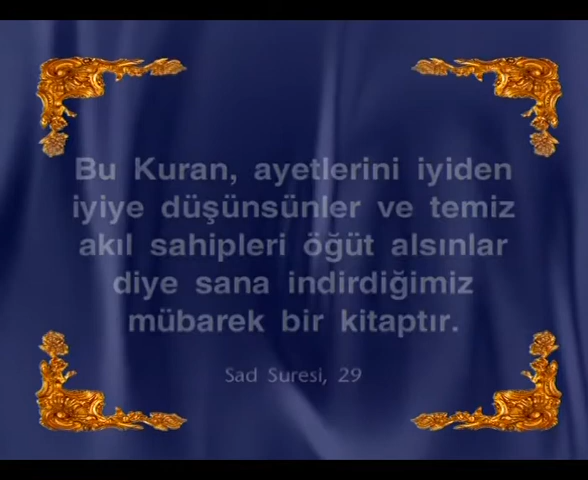 Bu Kuran, ayetlerini iyiden
iyiye düşünsünler ve temiz
akıl sahipleri öğüt alsınlar
diye sana indirdiğimiz
mübarek bir kitaptır.
Sad Suresi, 29